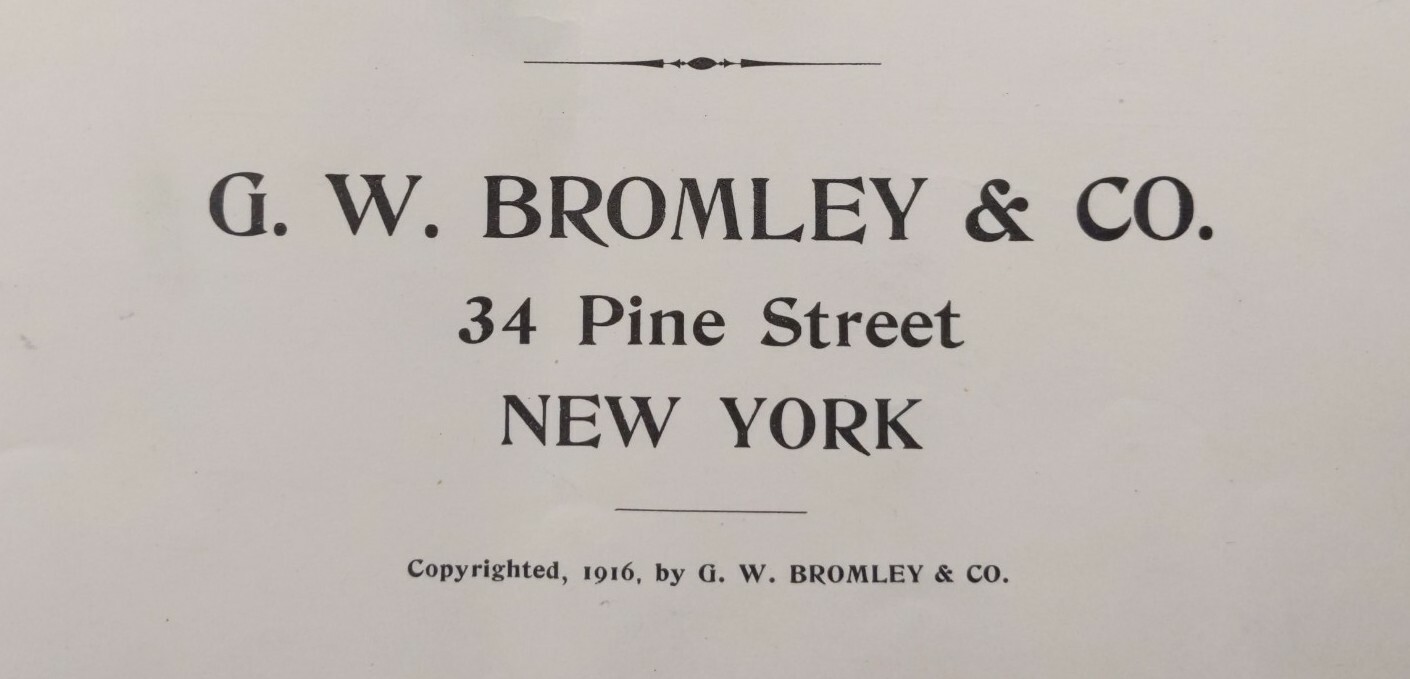 G. W. BROMLEY & CO.
34 Pine Street
NEW YORK
Copyrighted, 1916, by G. W. BROMLEY & CO.